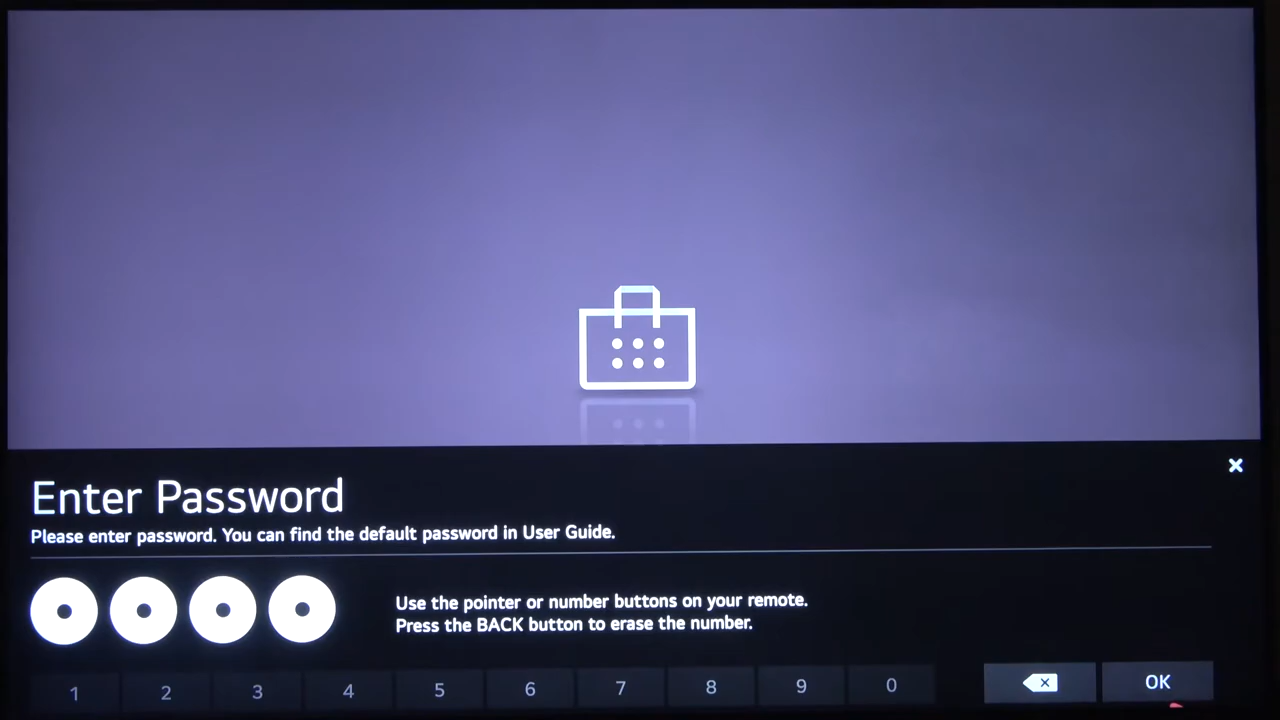 Enter Password
Please enter password. You can find the default password in User Guide.
Use the pointer or number buttons on your remote.
Press the BACK button to erase the number.
1 2 3 4 5 6 7 8 9 0 OK